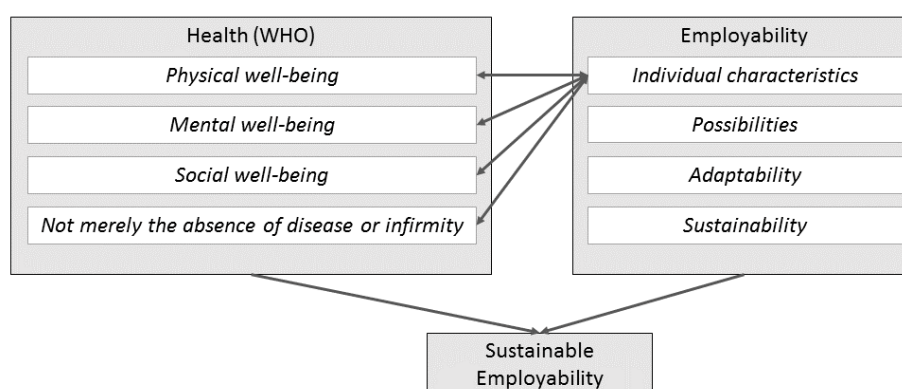 Health (WHO)
Physical well-being
Mental well-being
Social well-being
Not merely the absence of disease or infirmity
Employability
Individual characteristics
Possibilities
Adaptability
Sustainability
Sustainable
Employability